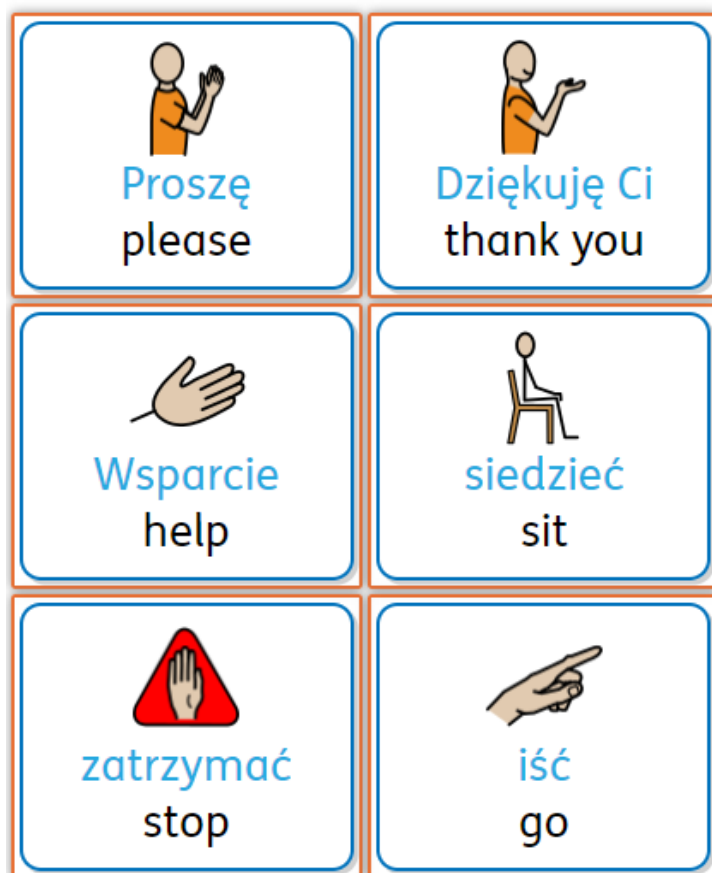 Proszę
please
Dziękuję Ci
thank you
Wsparcie
help
siedzieć
sit
zatrzymać
stop
iść
go